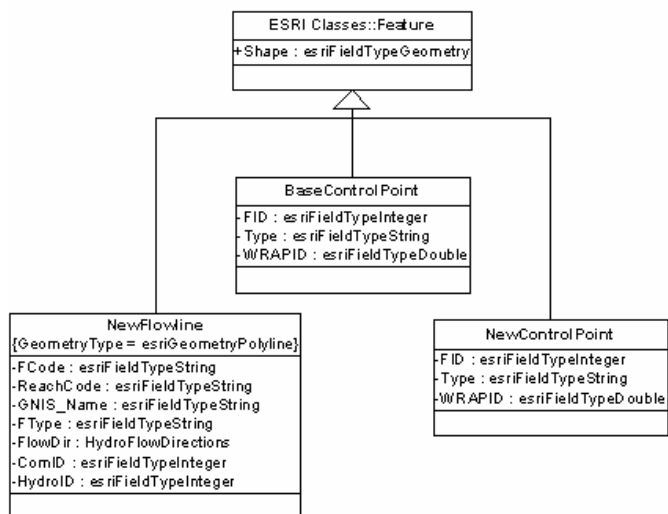 ESRI Classes::Feature
+Shape : esriFieldTypeGeometry
BaseControlPoint
-FID : esriFieldTypeInteger
-Type : esriFieldTypeString
-WRAPID : esriFieldTypeDouble
NewFlowline
{GeometryType = esriGeometryPolyline}
-FCode : esriFieldTypeString
-ReachCode : esriFieldTypeString
-GNIS_Name : esriFieldTypeString
-FType : esriFieldTypeString
-FlowDir : HydroFlowDirections
-ComID : esriFieldTypeInteger
-HydroID : esriFieldTypeInteger
NewControlPoint
-FID : esriFieldTypeInteger
-Type : esriFieldTypeString
-WRAPID : esriFieldTypeDouble